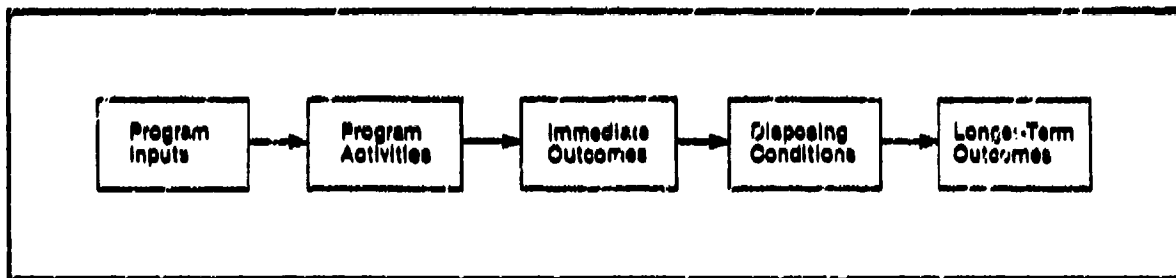 Program
Inputs
Program
Activities
Immediate
Outcomes
Disposing
Conditions
Longer-Term
Outcomes